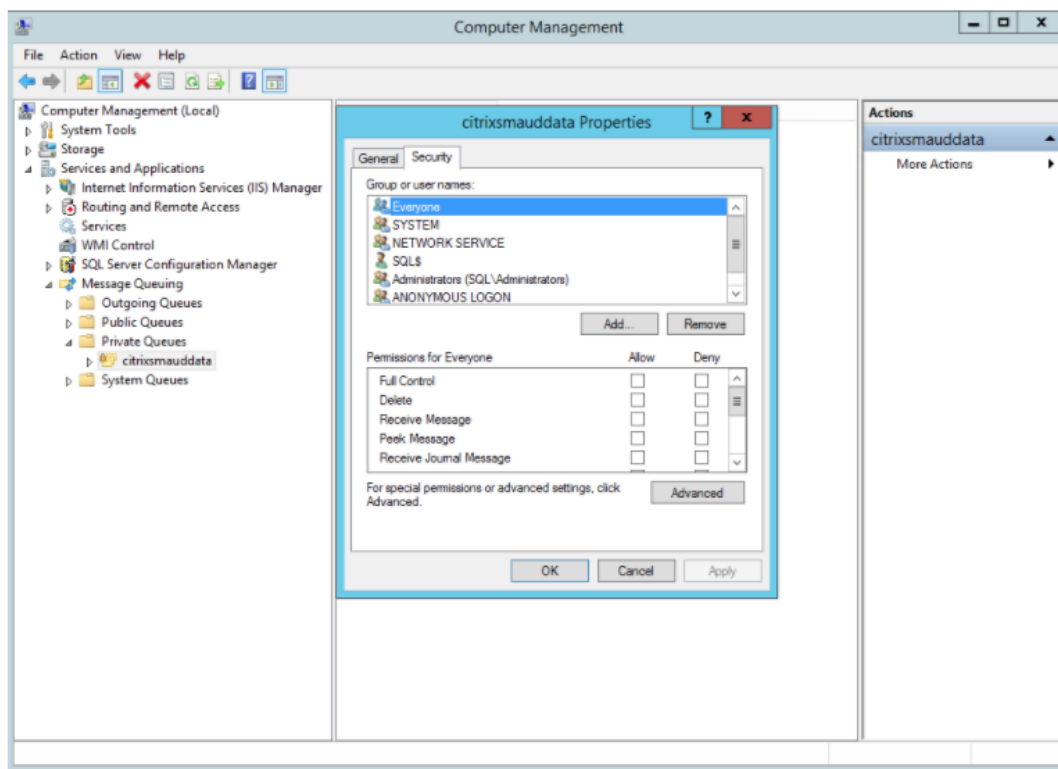 Computer Management
File Action View Help
Computer Management (Local)
System Tools
Storage
Services and Applications
Internet Information Services (IIS) Manager
Routing and Remote Access
Services
WMI Control
SQL Server Configuration Manager
Message Queuing
Outgoing Queues
Public Queues
Private Queues
citrixsmauddata
System Queues
citrixsmauddata Properties
? x
General Security
Group or user names:
Everyone
SYSTEM
NETWORK SERVICE
SQL$
Administrators (SQL\Administrators)
ANONYMOUS LOGON
Add... Remove
Permissions for Everyone Allow Deny
Full Control
Delete
Receive Message
Peek Message
Receive Journal Message
For special permissions or advanced settings, click
Advanced.
Advanced
OK Cancel Apply
Actions
citrixsmauddata
More Actions